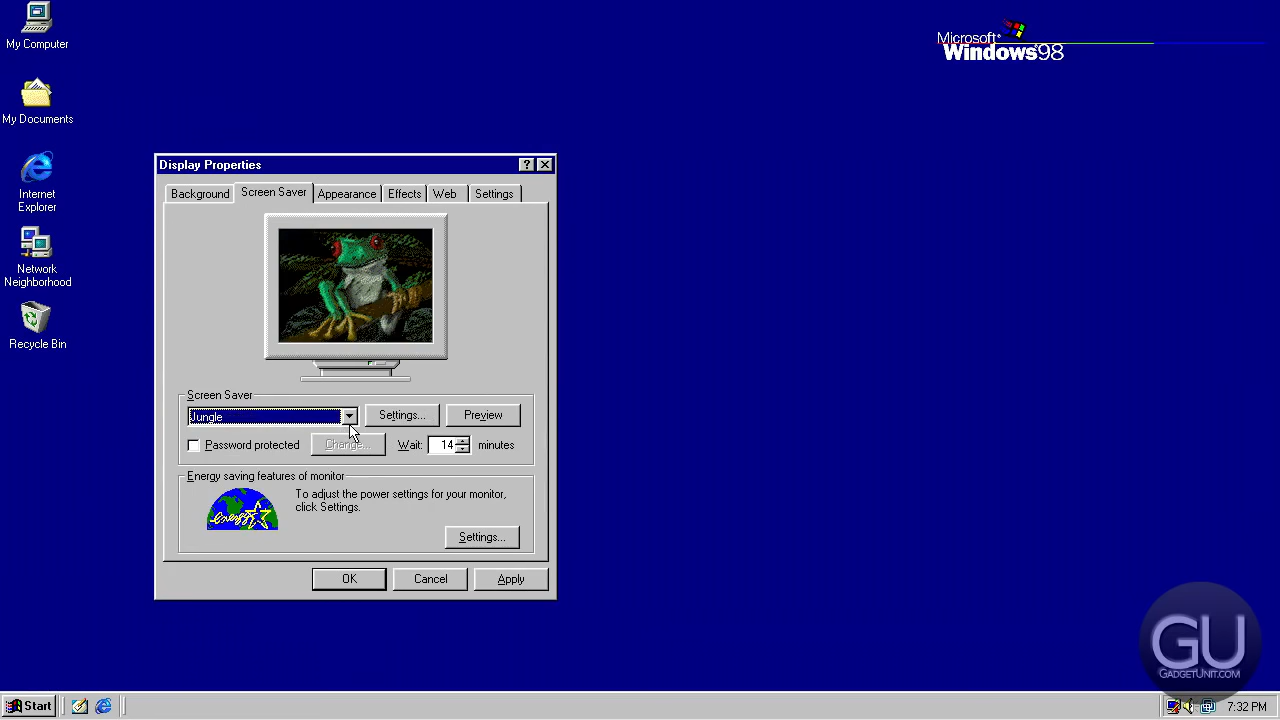 My Computer
Microsoft®
Windows 98
My Documents
Display Properties
Background Screen Saver Appearance Effects Web Settings
Internet
Explorer
Network
Neighborhood
Recycle Bin
Screen Saver
Jungle Settings... Preview
Password protected Change... Wait: 14 minutes
Energy saving features of monitor
To adjust the power settings for your monitor,
click Settings.
energy
Settings...
OK Cancel Apply
GU
GADGETUNIT.COM
Start 7:32 PM